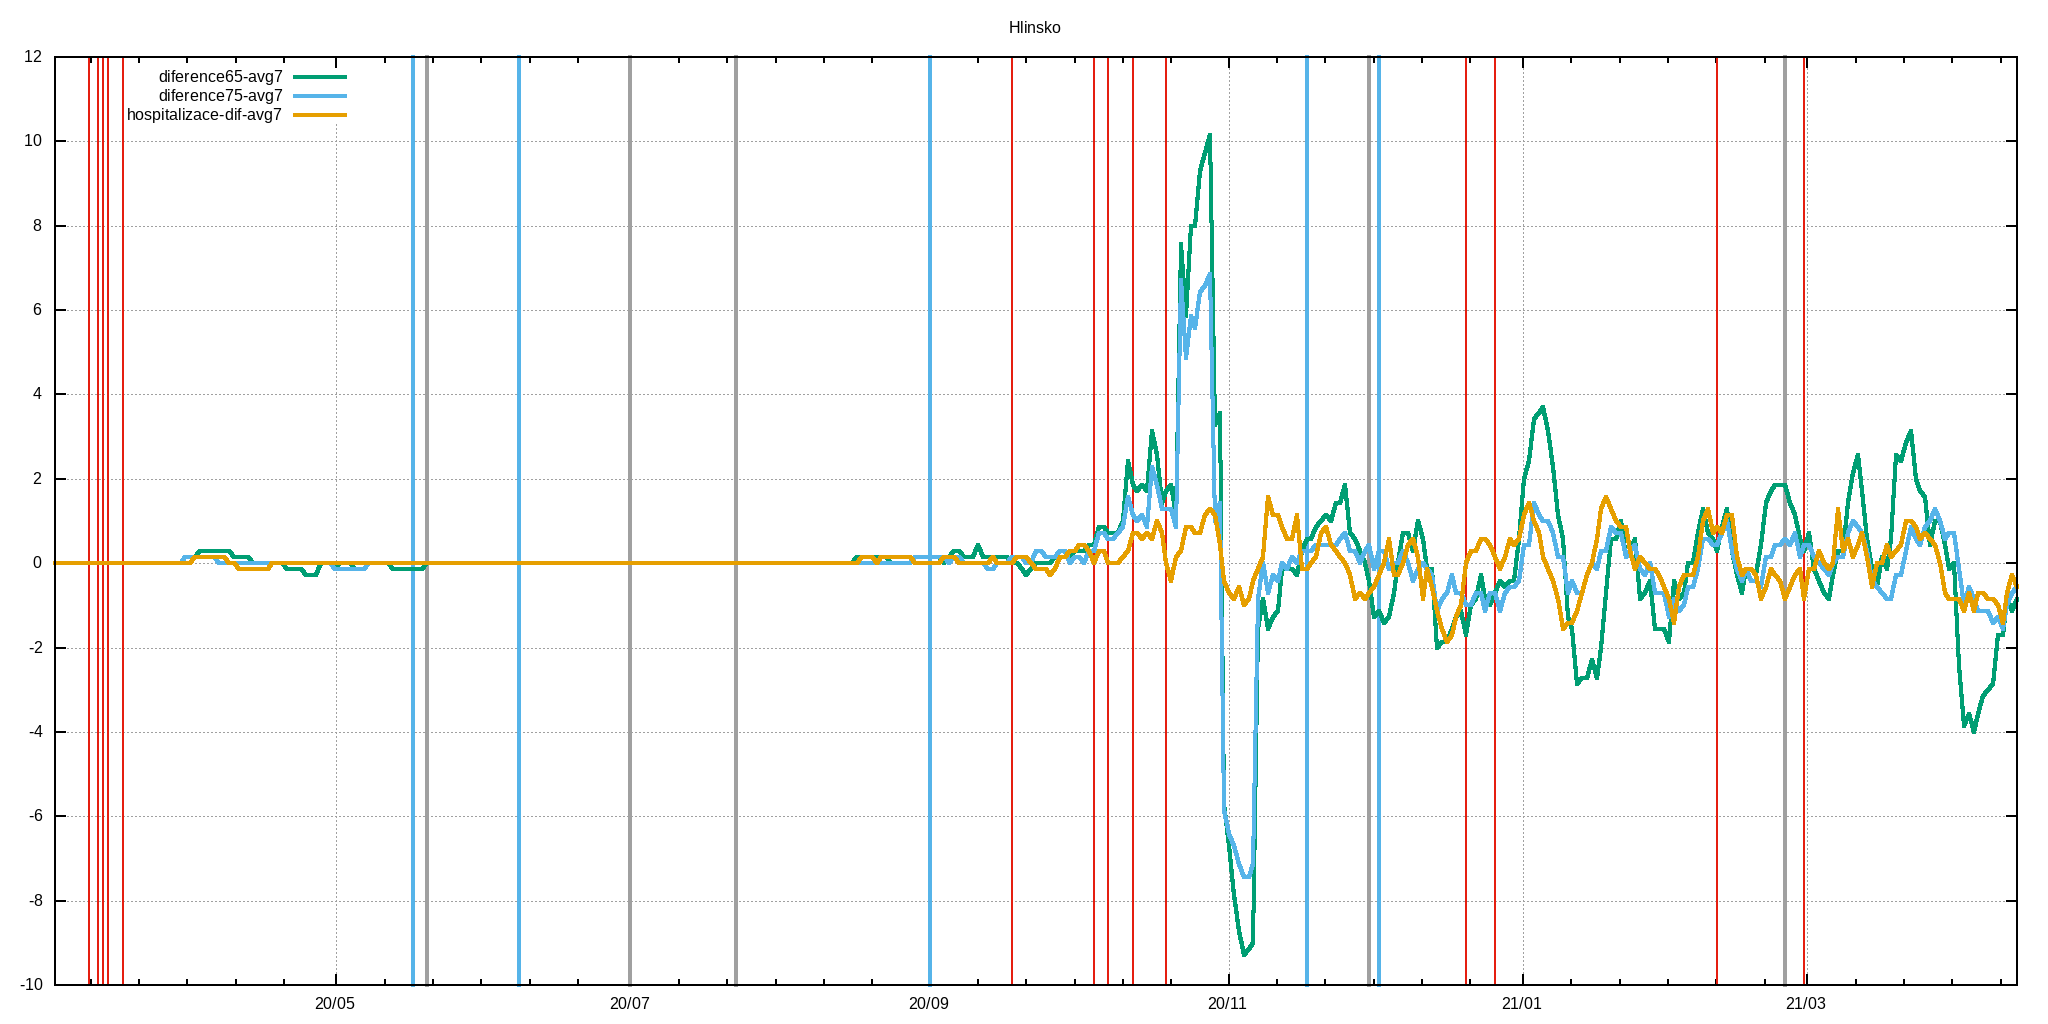 Hlinsko
diference65-avg7
diference75-avg7
hospitalizace-dif-avg7
12
10
8
6
4
2
0
-2
-4
-6
-8
-10
20/05 20/07 20/09 20/11 21/01 21/03